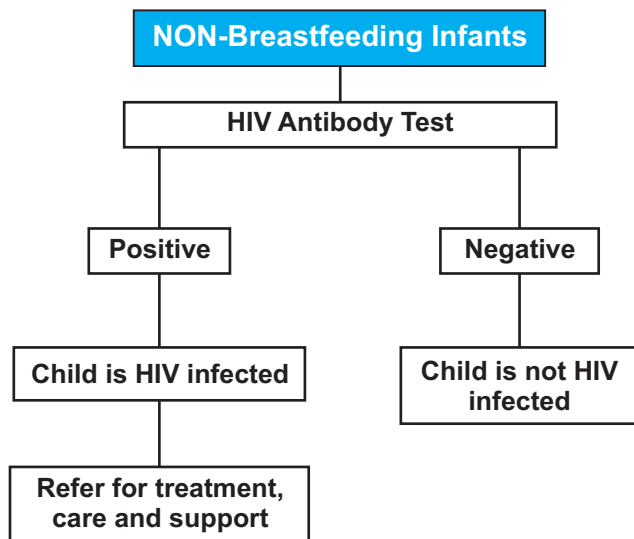 NON-Breastfeeding Infants
HIV Antibody Test
Positive
Negative
Child is HIV infected
Child is not HIV
infected
Refer for treatment,
care and support